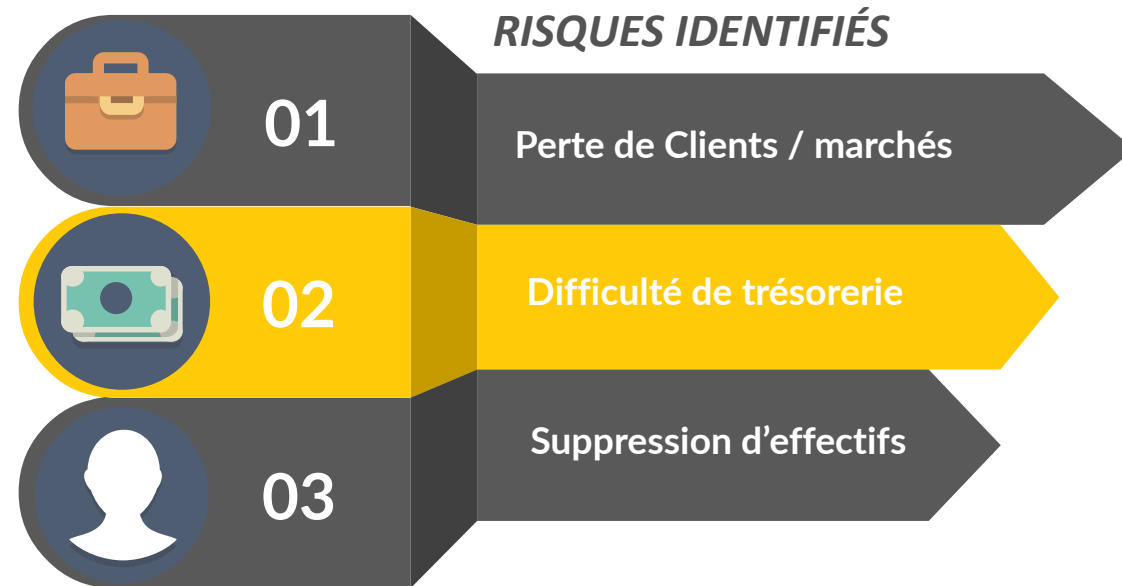 RISQUES IDENTIFIÉS
01
Perte de Clients / marchés
02
Difficulté de trésorerie
03
Suppression d’effectifs